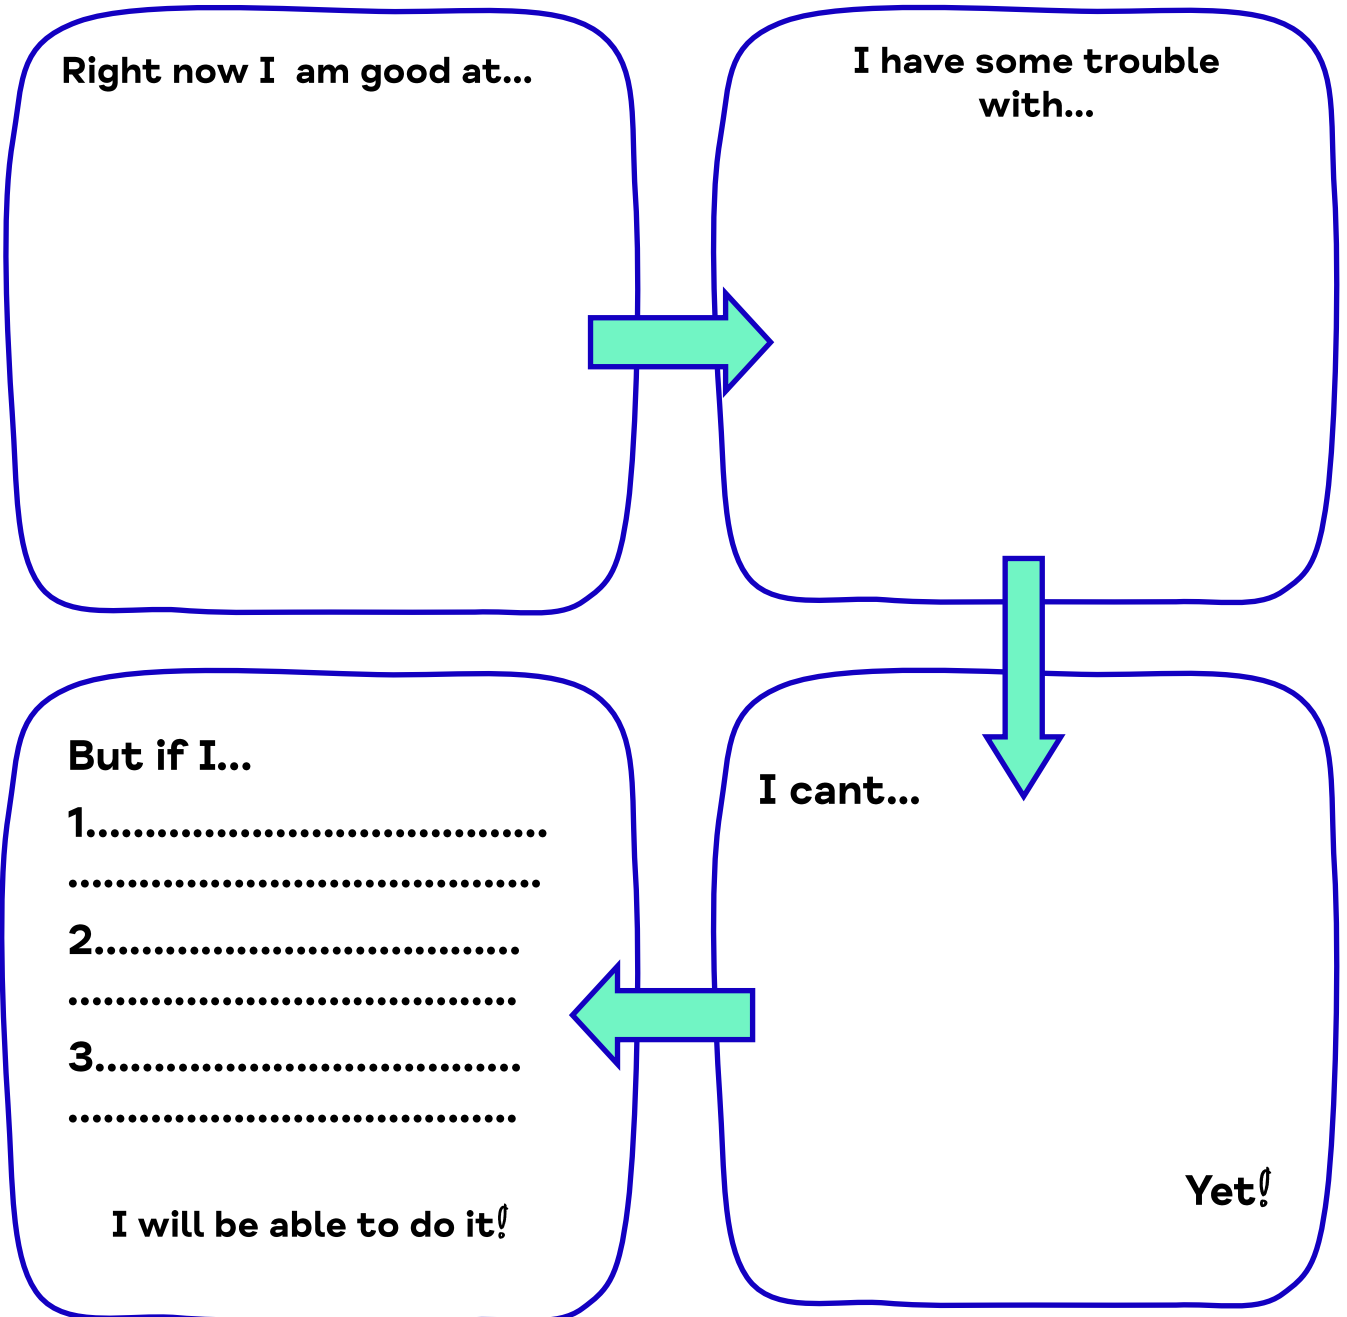 Right now I  am good at...
I have some trouble
with...
I cant...
Yet!
But if I...
1.......................................
........................................
2....................................
......................................
3....................................
......................................
I will be able to do it!